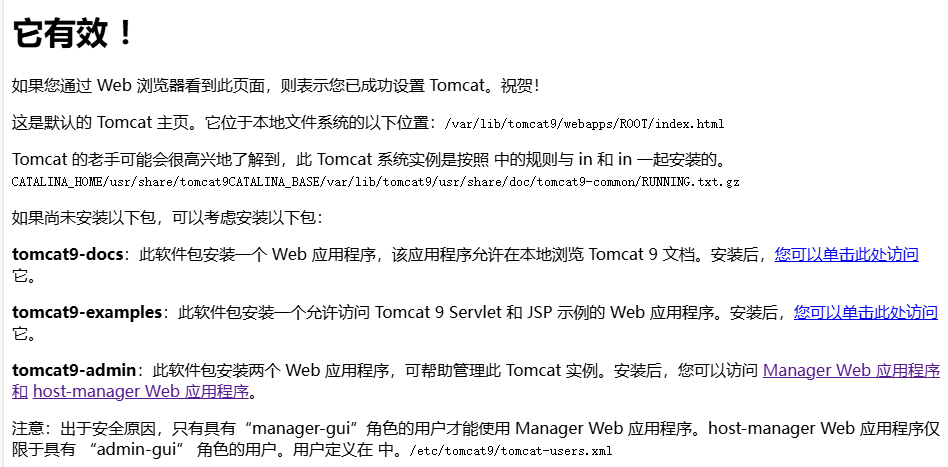 它有效！
如果您通过 Web 浏览器看到此页面，则表示您已成功设置 Tomcat。祝贺！
这是默认的 Tomcat 主页。它位于本地文件系统的以下位置：/var/lib/tomcat9/webapps/ROOT/index.html
Tomcat 的老手可能会很高兴地了解到，此 Tomcat 系统实例是按照 中的规则与 in 和 in 一起安装的。
CATALINA_HOME/usr/share/tomcat9CATALINA_BASE/var/lib/tomcat9/usr/share/doc/tomcat9-common/RUNNING.txt.gz
如果尚未安装以下包，可以考虑安装以下包：
tomcat9-docs：此软件包安装一个 Web 应用程序，该应用程序允许在本地浏览 Tomcat 9 文档。安装后，您可以单击此处访问
它。
tomcat9-examples：此软件包安装一个允许访问 Tomcat 9 Servlet 和 JSP 示例的 Web 应用程序。安装后，您可以单击此处访问
它。
tomcat9-admin：此软件包安装两个 Web 应用程序，可帮助管理此 Tomcat 实例。安装后，您可以访问 Manager Web 应用程序
和 host-manager Web 应用程序。
注意：出于安全原因，只有具有“manager-gui”角色的用户才能使用 Manager Web 应用程序。host-manager Web 应用程序仅
限于具有 “admin-gui” 角色的用户。用户定义在 中。/etc/tomcat9/tomcat-users.xml